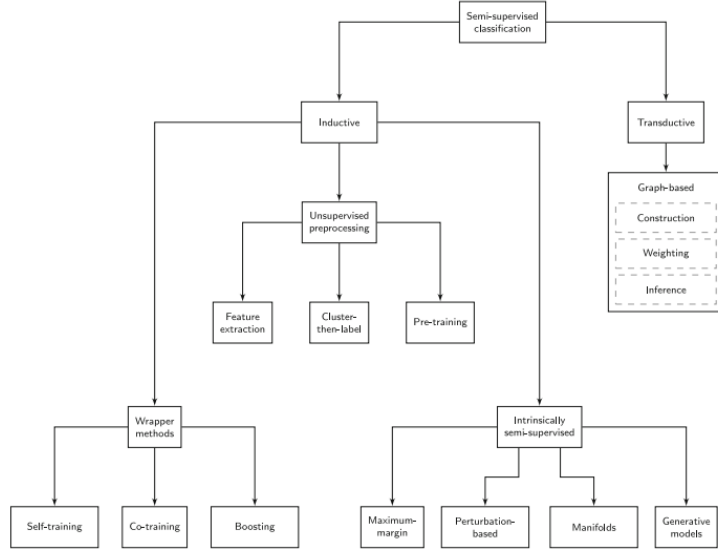 Semi-supervised
classification
Inductive
Transductive
Graph-based
Construction
Weighting
Inference
Unsupervised
preprocessing
Feature
extraction
Cluster-
then-label
Pre-training
Wrapper
methods
Intrinsically
semi-supervised
Self-training
Co-training
Boosting
Maximum-
margin
Perturbation-
based
Manifolds
Generative
models